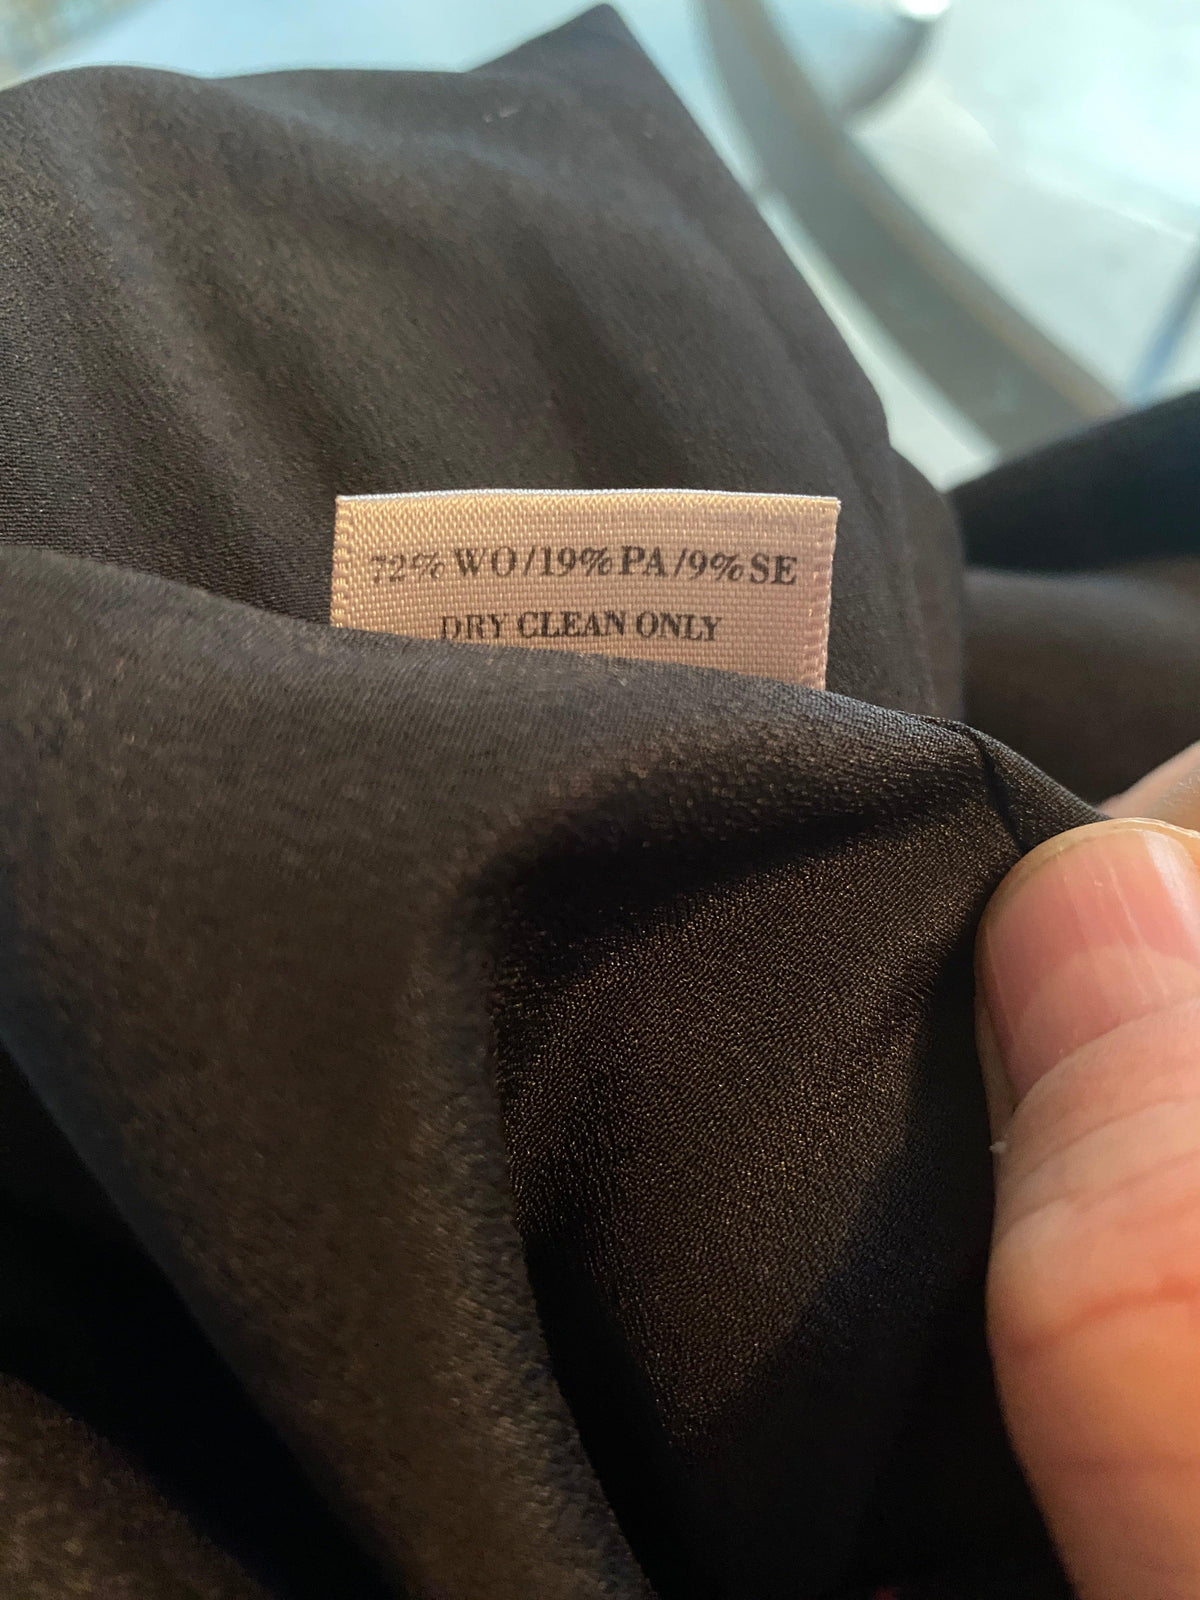 72% WO/19% PA/9% SE
DRY CLEAN ONLY